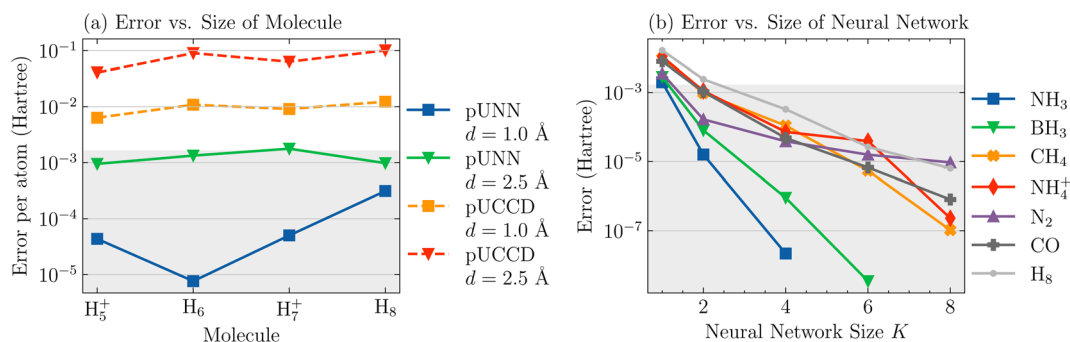 (a) Error vs. Size of Molecule
Error per atom (Hartree)
10⁻¹
10⁻²
10⁻³
10⁻⁴
10⁻⁵
H₅⁺
H₆
H₇⁺
H₈
Molecule
pUNN
d = 1.0 Å
pUNN
d = 2.5 Å
pUCCD
d = 1.0 Å
pUCCD
d = 2.5 Å
(b) Error vs. Size of Neural Network
Error (Hartree)
10⁻³
10⁻⁵
10⁻⁷
2
4
6
8
Neural Network Size K
NH₃
BH₃
CH₄
NH₄⁺
N₂
CO
H₈